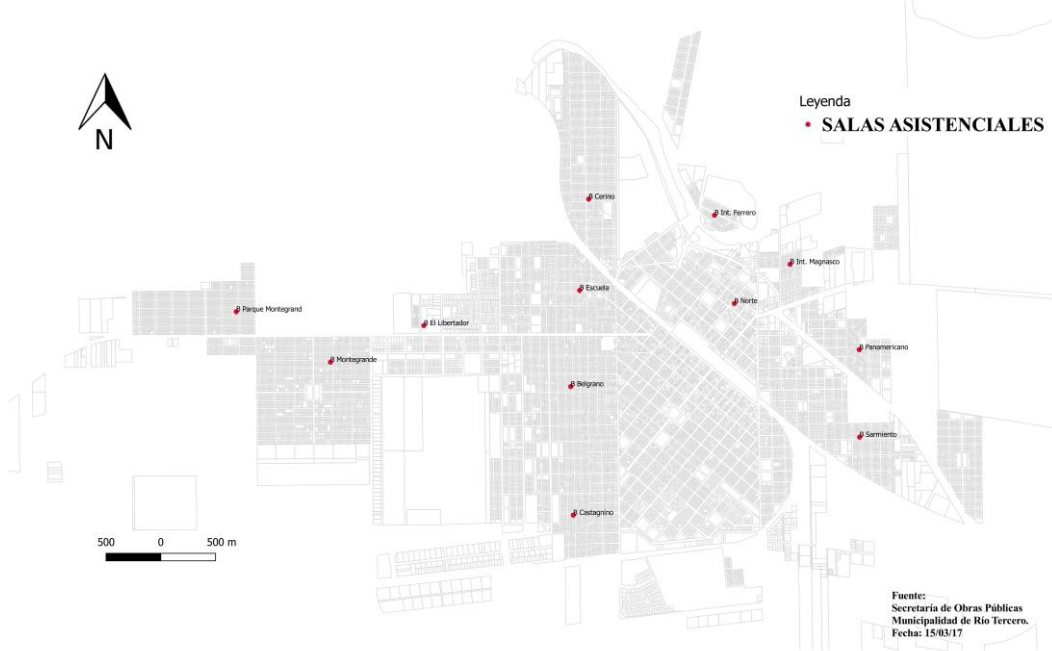 N
Leyenda
SALAS ASISTENCIALES
B Cerino
B Int. Ferrero
B Int. Magnasco
B Escuela
B Norte
B Parque Montegrand
B El Libertador
B Panamericano
B Montegrande
B Belgrano
B Sarmiento
B Castagnino
500 0 500 m
Fuente:
Secretaría de Obras Públicas
Municipalidad de Río Tercero.
Fecha: 15/03/17